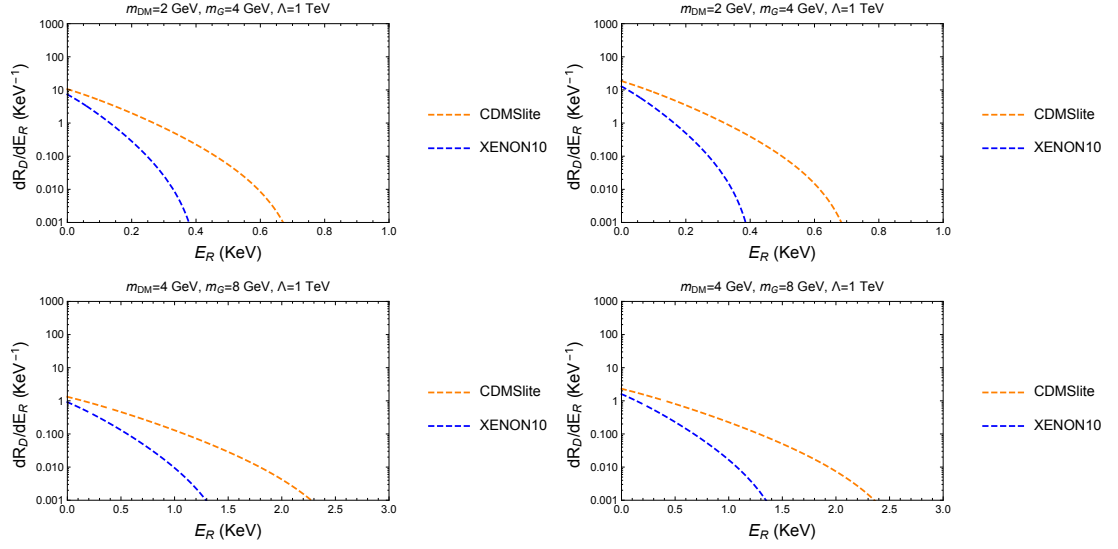 m_DM=2 GeV, m_G=4 GeV, Λ=1 TeV
1000
100
10
1
0.100
0.010
0.001
0.0 0.2 0.4 0.6 0.8 1.0
E_R (KeV)
dR_D/dE_R (KeV⁻¹)
CDMSlite
XENON10
m_DM=2 GeV, m_G=4 GeV, Λ=1 TeV
1000
100
10
1
0.100
0.010
0.001
0.0 0.2 0.4 0.6 0.8 1.0
E_R (KeV)
dR_D/dE_R (KeV⁻¹)
CDMSlite
XENON10
m_DM=4 GeV, m_G=8 GeV, Λ=1 TeV
1000
100
10
1
0.100
0.010
0.001
0.0 0.5 1.0 1.5 2.0 2.5 3.0
E_R (KeV)
dR_D/dE_R (KeV⁻¹)
CDMSlite
XENON10
m_DM=4 GeV, m_G=8 GeV, Λ=1 TeV
1000
100
10
1
0.100
0.010
0.001
0.0 0.5 1.0 1.5 2.0 2.5 3.0
E_R (KeV)
dR_D/dE_R (KeV⁻¹)
CDMSlite
XENON10